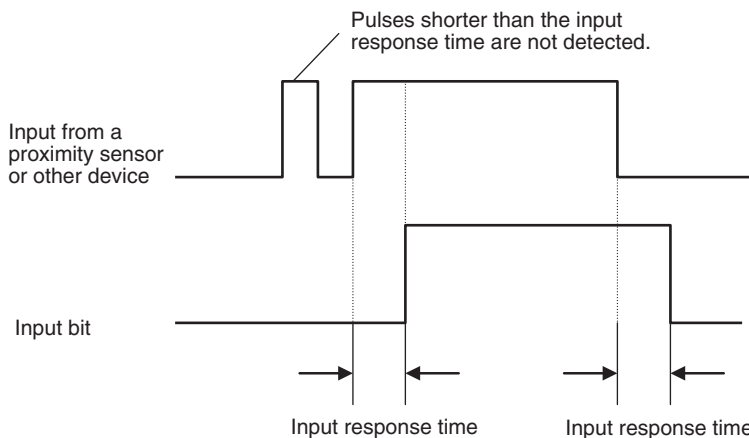 Pulses shorter than the input
response time are not detected.
Input from a
proximity sensor
or other device
Input bit
Input response time
Input response time